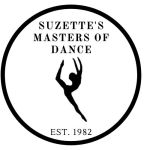 SUZETTE'S
MASTERS OF
DANCE
EST. 1982